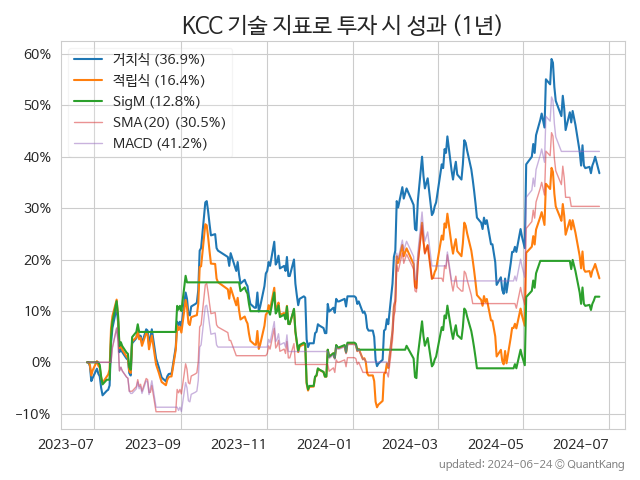 KCC 기술 지표로 투자 시 성과 (1년)
거치식 (36.9%)
적립식 (16.4%)
SigM (12.8%)
SMA(20) (30.5%)
MACD (41.2%)
60%
50%
40%
30%
20%
10%
0%
−10%
2023-07 2023-09 2023-11 2024-01 2024-03 2024-05 2024-07
updated: 2024-06-24 © QuantKang